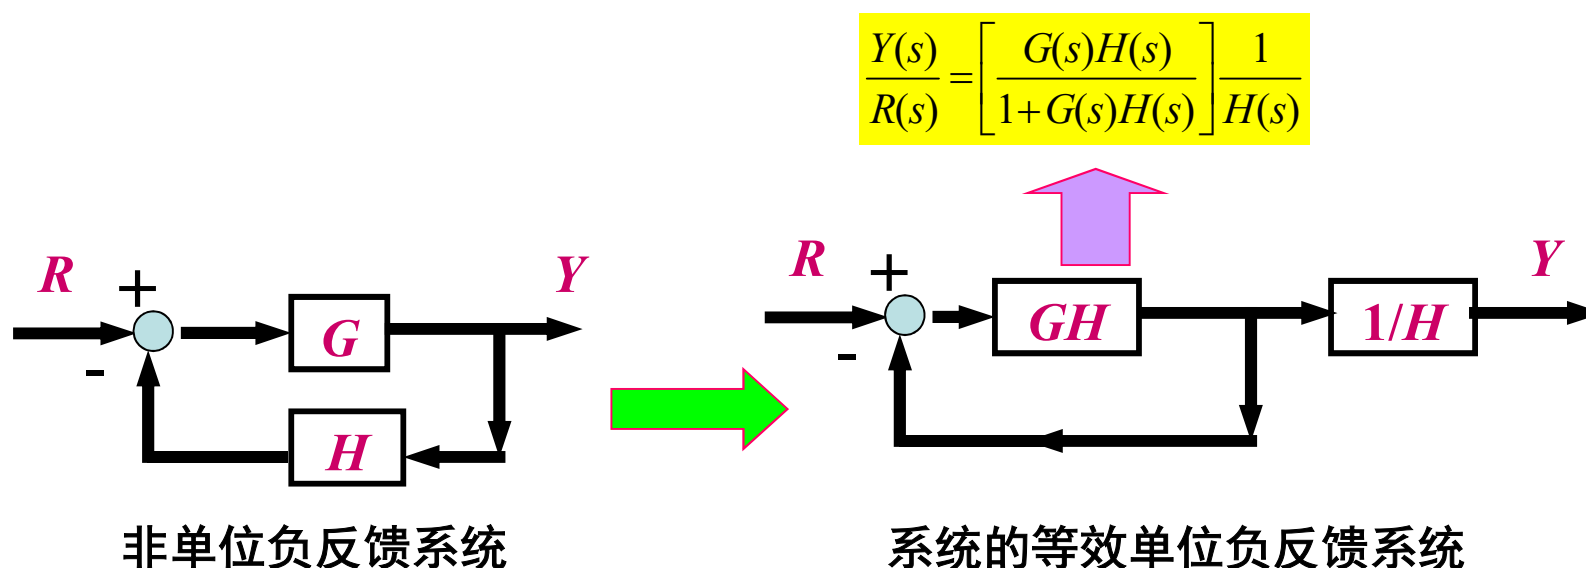 Y(s)/R(s) = [G(s)H(s)/(1+G(s)H(s))] 1/H(s)
R + Y
G
-
H
R + Y
GH 1/H
-
非单位负反馈系统
系统的等效单位负反馈系统